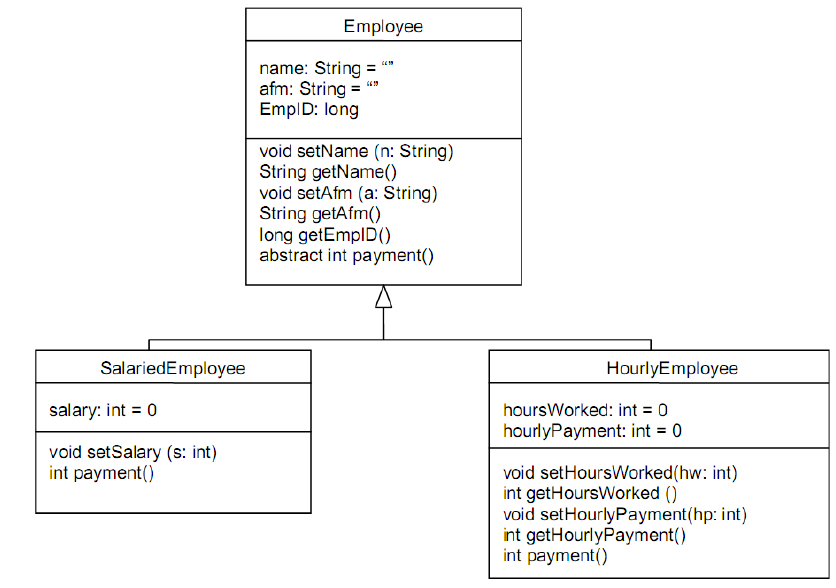 Employee
name: String = “”
afm: String = “”
EmpID: long
void setName (n: String)
String getName()
void setAfm (a: String)
String getAfm()
long getEmpID()
abstract int payment()
SalariedEmployee
salary: int = 0
void setSalary (s: int)
int payment()
HourlyEmployee
hoursWorked: int = 0
hourlyPayment: int = 0
void setHoursWorked(hw: int)
int getHoursWorked ()
void setHourlyPayment(hp: int)
int getHourlyPayment()
int payment()